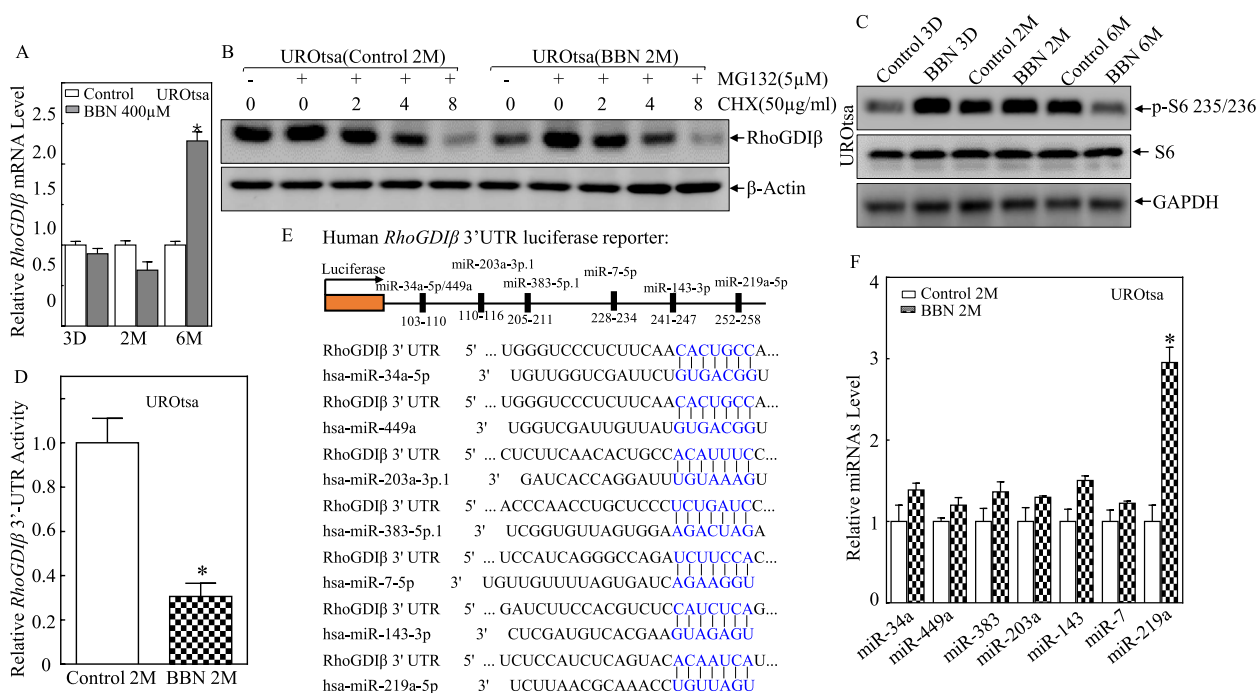 A
Control
BBN 400μM
UROtsa
*
Relative RhoGDIβ mRNA Level
2.5
2.0
1.5
1.0
0.5
0
3D 2M 6M
B
UROtsa(Control 2M) UROtsa(BBN 2M)
- + + + + - + + + + MG132(5μM)
0 0 2 4 8 0 0 2 4 8 CHX(50μg/ml)
RhoGDIβ
β-Actin
C
Control 3D BBN 3D Control 2M BBN 2M Control 6M BBN 6M
UROtsa
p-S6 235/236
S6
GAPDH
D
UROtsa
Relative RhoGDIβ 3'-UTR Activity
1.0
0.8
0.6
0.4
0.2
0
*
Control 2M BBN 2M
E Human RhoGDIβ 3'UTR luciferase reporter:
Luciferase
miR-34a-5p/449a
miR-203a-3p.1
miR-383-5p.1
miR-7-5p
miR-143-3p
miR-219a-5p
103-110 110-116 205-211 228-234 241-247 252-258
RhoGDIβ 3' UTR 5' ... UGGGUCCCUCUUCAACACUGCCA...
hsa-miR-34a-5p 3' UGUUGGUCGAUUCUGUGACGGU
RhoGDIβ 3' UTR 5' ... UGGGUCCCUCUUCAACACUGCCA...
hsa-miR-449a 3' UGGUCGAUUGUUAUGUGACGGU
RhoGDIβ 3' UTR 5' ... CUCUUCAACACUGCCACAUUUCC...
hsa-miR-203a-3p.1 3' GAUCACCAGGAUUUGUAAAGU
RhoGDIβ 3' UTR 5' ... ACCCAACCUGCUCCCUCUGAUCC...
hsa-miR-383-5p.1 3' UCGGUGUUAGUGGAAGACUAGA
RhoGDIβ 3' UTR 5' ... UCCAUCAGGGCCAGAUCUUCCAC...
hsa-miR-7-5p 3' UGUUGUUUUAGUGAUCAGAAGGU
RhoGDIβ 3' UTR 5' ... GAUCUUCCACGUCUCCAUCUCAG...
hsa-miR-143-3p 3' CUCGAUGUCACGAAGUAGAGU
RhoGDIβ 3' UTR 5' ... UCUCCAUCUCAGUACACAAUCAU...
hsa-miR-219a-5p 3' UCUUAACGCAAACCUGUUAGU
F
Control 2M
BBN 2M
UROtsa
Relative miRNAs Level
4
3
2
1
0
*
miR-34a miR-449a miR-383 miR-203a miR-143 miR-7 miR-219a